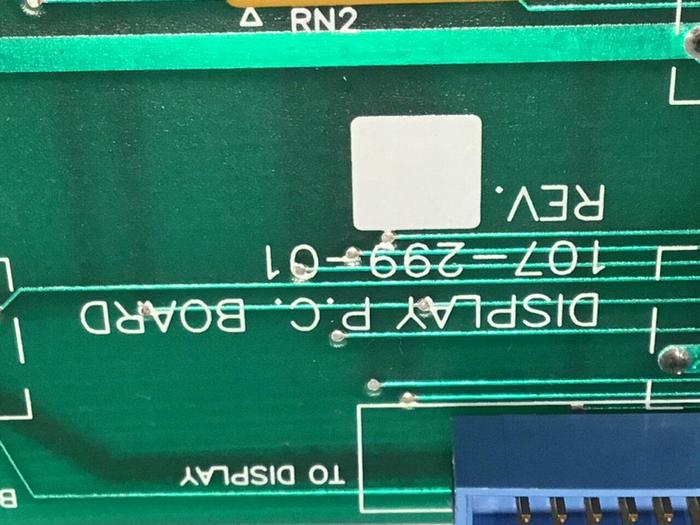 TO DISPLAY
DISPLAY P.C. BOARD
107-299-01
REV.
RN2